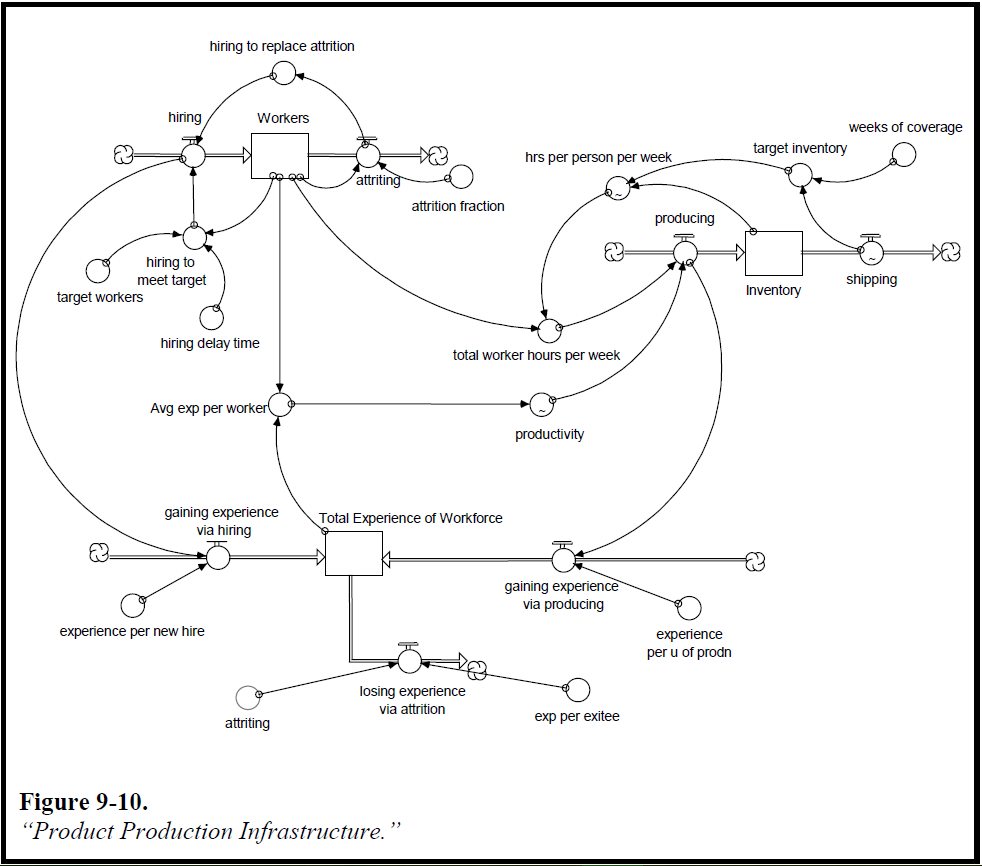 hiring to replace attrition
hiring
Workers
attriting
attrition fraction
hiring to
meet target
target workers
hiring delay time
weeks of coverage
target inventory
hrs per person per week
~
producing
Inventory
shipping
~
total worker hours per week
Avg exp per worker
~
productivity
gaining experience
via hiring
Total Experience of Workforce
experience per new hire
gaining experience
via producing
experience
per u of prodn
losing experience
via attrition
attriting
exp per exitee
Figure 9-10.
“Product Production Infrastructure.”